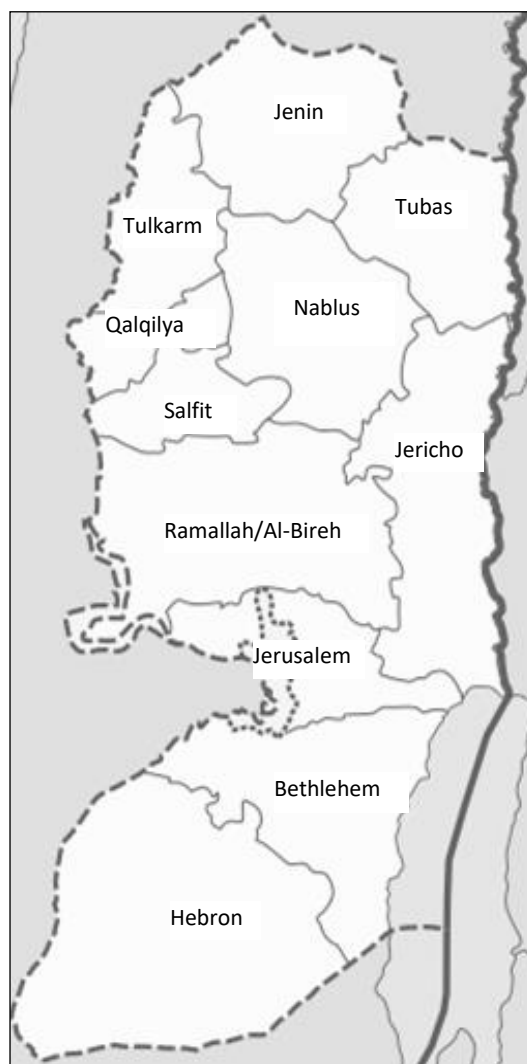 Jenin
Tubas
Tulkarm
Nablus
Qalqilya
Salfit
Jericho
Ramallah/Al-Bireh
Jerusalem
Bethlehem
Hebron